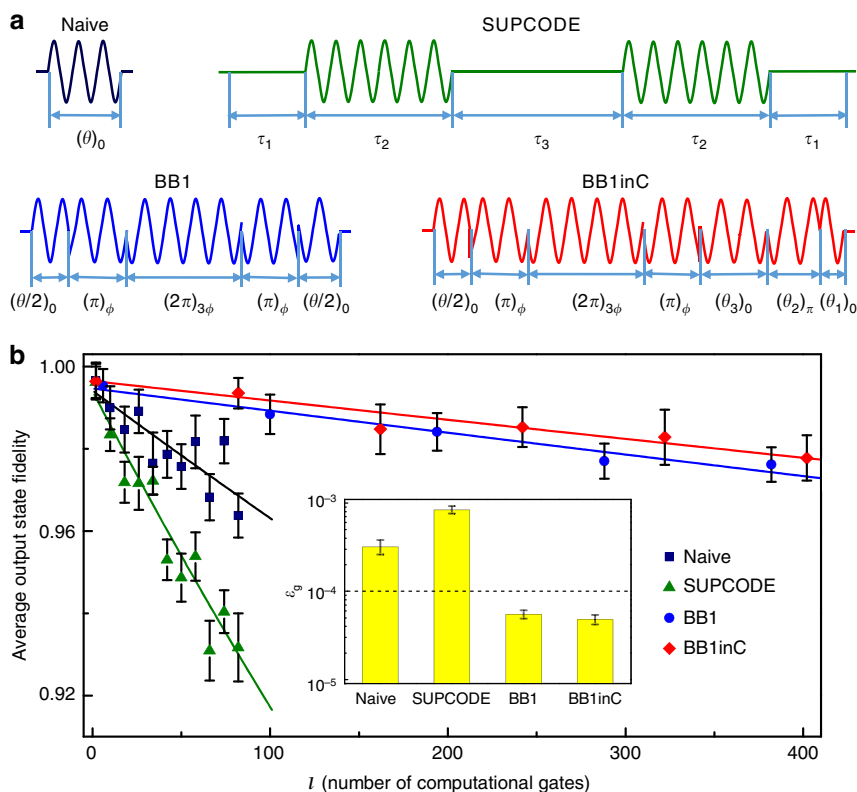 a
Naive
SUPCODE
(θ)₀
τ₁ τ₂ τ₃ τ₂ τ₁
BB1
BB1inC
(θ/2)₀ (π)ϕ (2π)₃ϕ (π)ϕ (θ/2)₀
(θ/2)₀ (π)ϕ (2π)₃ϕ (π)ϕ (θ₃)₀ (θ₂)π (θ₁)₀
b
Average output state fidelity
1.00
0.96
0.92
εg
10⁻³
10⁻⁴
10⁻⁵
Naive SUPCODE BB1 BB1inC
Naive
SUPCODE
BB1
BB1inC
0 100 200 300 400
l (number of computational gates)